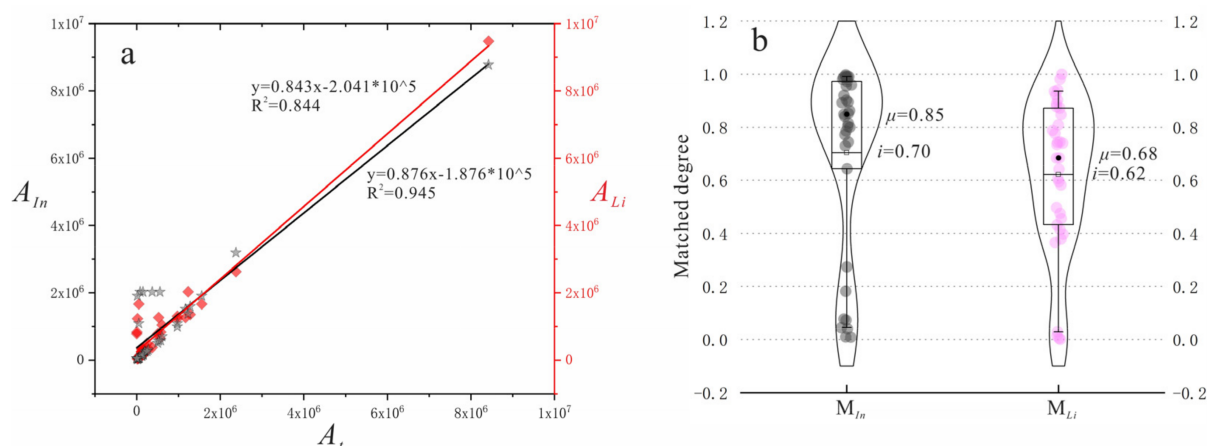 a
1x10^7
8x10^6
6x10^6
4x10^6
2x10^6
0
A_In
1x10^7
8x10^6
6x10^6
4x10^6
2x10^6
0
A_Li
y=0.843x-2.041*10^5
R^2=0.844
y=0.876x-1.876*10^5
R^2=0.945
0 2x10^6 4x10^6 6x10^6 8x10^6 1x10^7
b
Matched degree
1.2
1.0
0.8
0.6
0.4
0.2
0.0
-0.2
μ=0.85
i=0.70
μ=0.68
i=0.62
1.2
1.0
0.8
0.6
0.4
0.2
0.0
-0.2
M_In M_Li